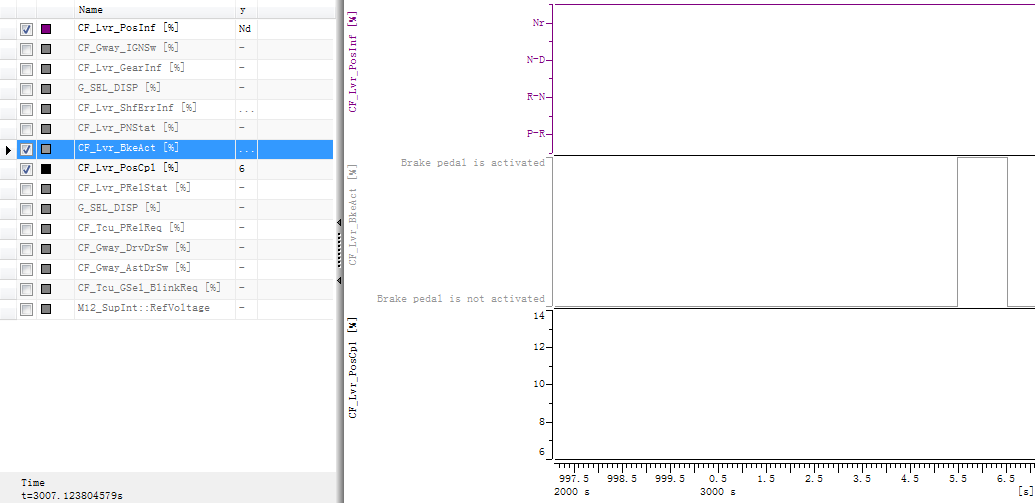 Name y
CF_Lvr_PosInf [%] Nd
CF_Gway_IGNSw [%] -
CF_Lvr_GearInf [%] -
G_SEL_DISP [%] -
CF_Lvr_ShfErrInf [%] ...
CF_Lvr_PNStat [%] -
CF_Lvr_BkeAct [%] ...
CF_Lvr_PosCpl [%] 6
CF_Lvr_PRelStat [%] -
G_SEL_DISP [%] -
CF_Tcu_PRelReq [%] -
CF_Gway_DrvDrSw [%] -
CF_Gway_AstDrSw [%] -
CF_Tcu_GSel_BlinkReq [%] -
M12_SupInt::RefVoltage -
Time
t=3007.123804579s
CF_Lvr_PosInf [%]
Nr
N-D
R-N
P-R
CF_Lvr_BkeAct [%]
Brake pedal is activated
Brake pedal is not activated
CF_Lvr_PosCpl [%]
14
12
10
8
6
997.5 998.5 999.5 0.5 1.5 2.5 3.5 4.5 5.5 6.5
2000 s 3000 s [s]